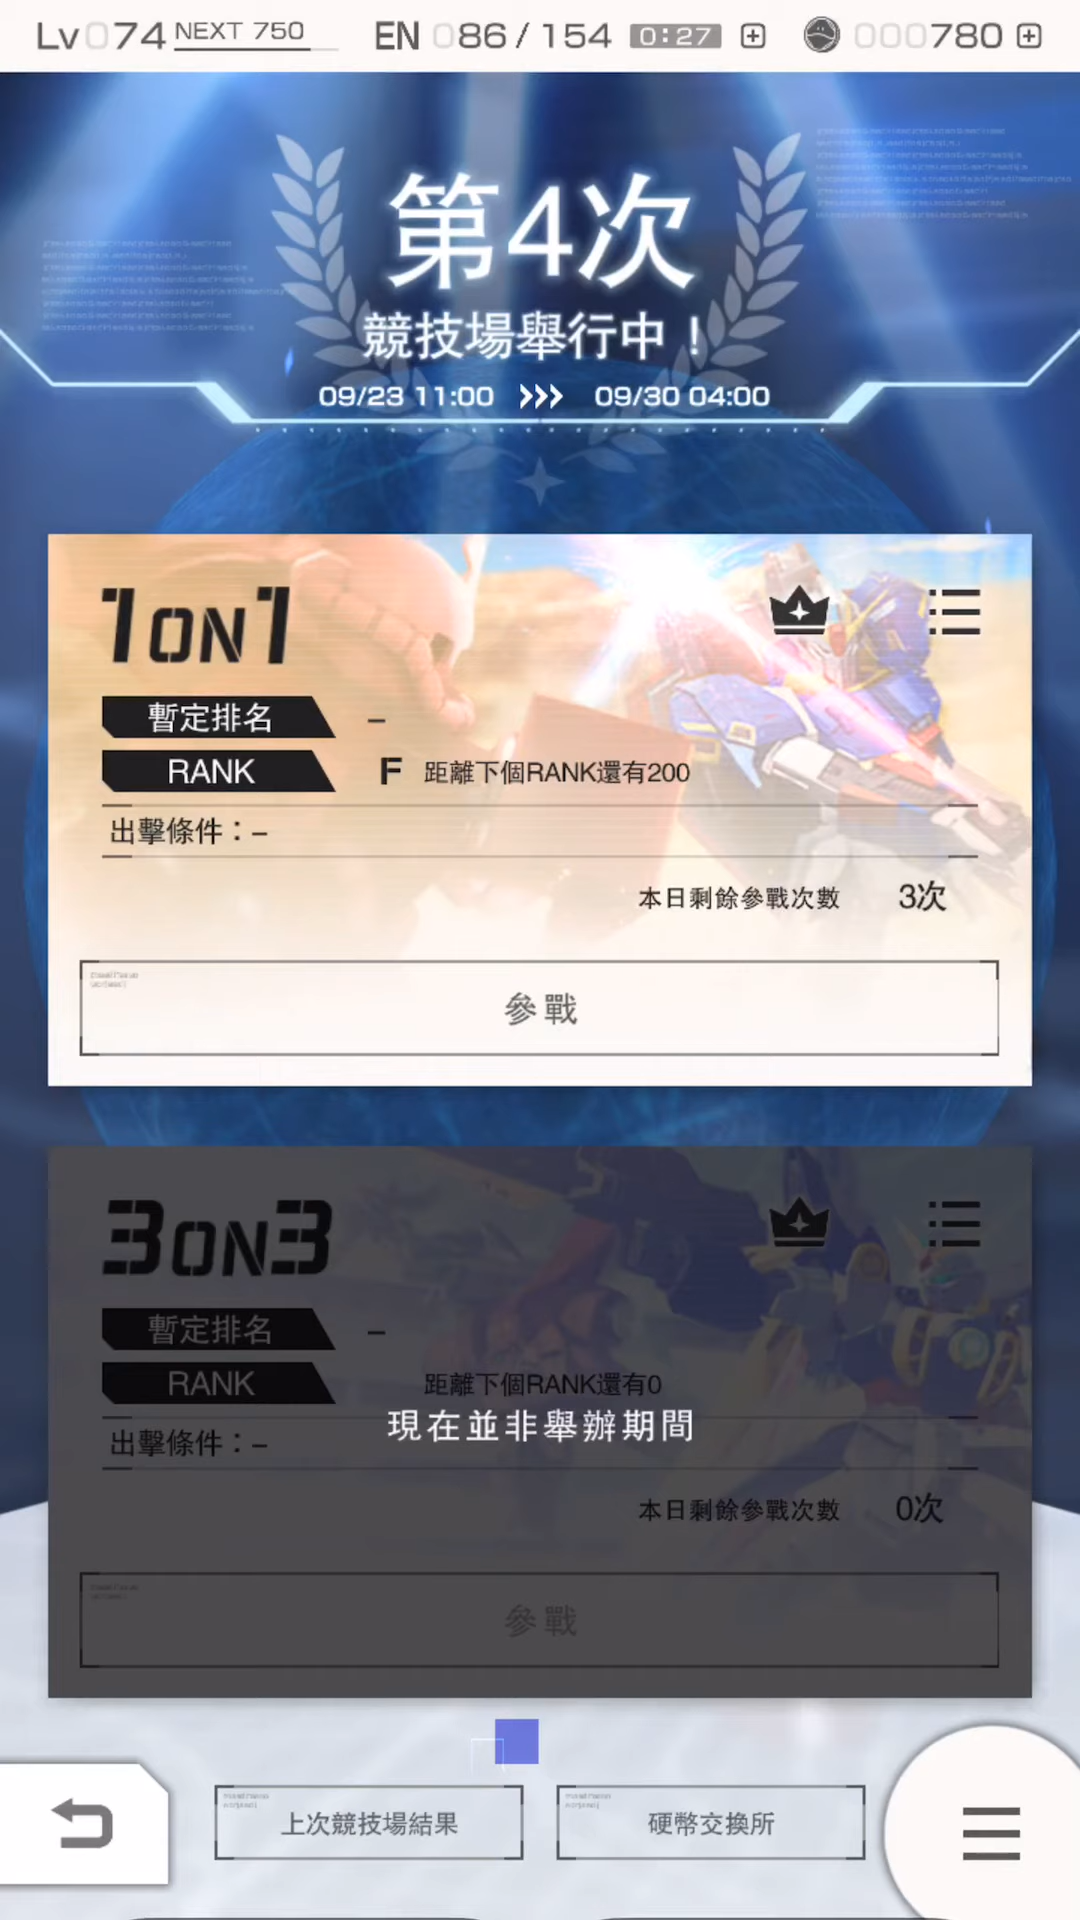 Lv074 NEXT 750 EN 086 / 154 0:27 000780
第4次
競技場舉行中！
09/23 11:00 >>> 09/30 04:00
1ON1
暫定排名 –
RANK F 距離下個RANK還有200
出擊條件：–
本日剩餘參戰次數 3次
參戰
3ON3
暫定排名 –
RANK 距離下個RANK還有0
現在並非舉辦期間
出擊條件：–
本日剩餘參戰次數 0次
參戰
上次競技場結果 硬幣交換所